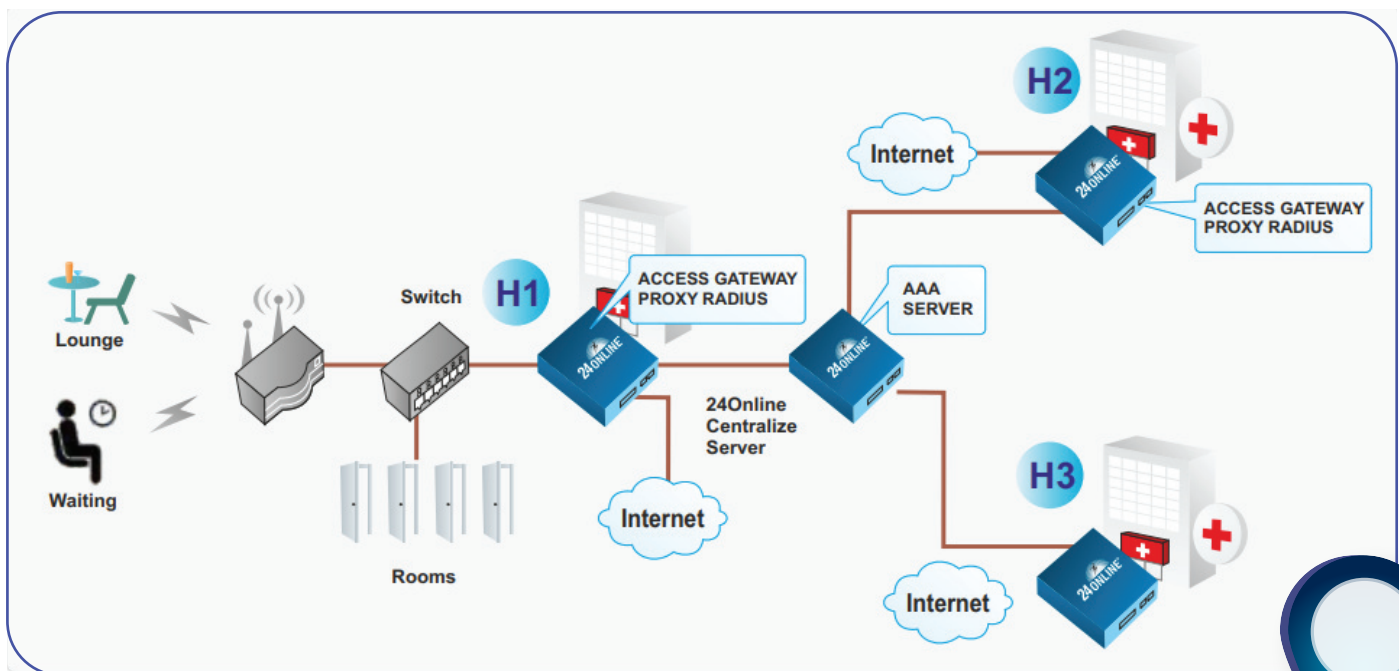 H2
Internet
24ONLINE
ACCESS GATEWAY
PROXY RADIUS
H1
ACCESS GATEWAY
PROXY RADIUS
24ONLINE
AAA
SERVER
24ONLINE
Switch
Lounge
Waiting
Rooms
24Online
Centralize
Server
Internet
H3
Internet
24ONLINE